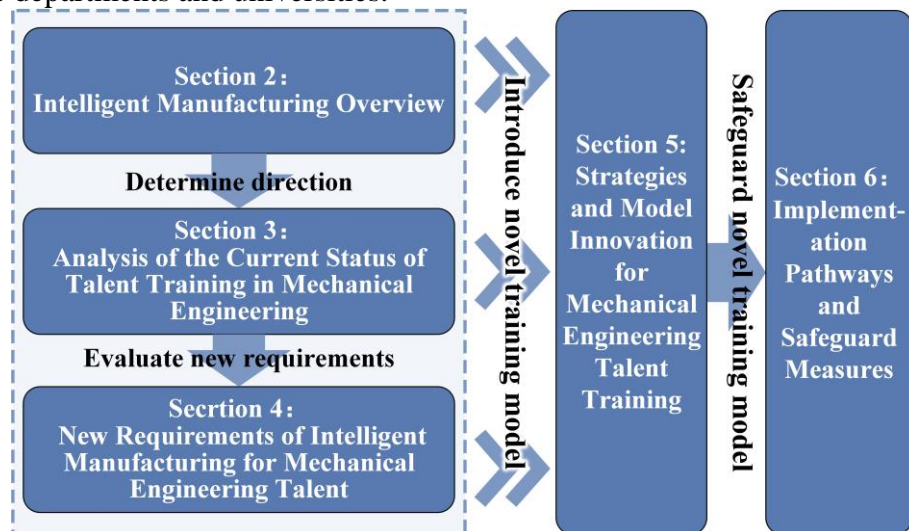 departments and universities.
Section 2：
Intelligent Manufacturing Overview
Determine direction
Section 3：
Analysis of the Current Status of
Talent Training in Mechanical
Engineering
Evaluate new requirements
Secrtion 4：
New Requirements of Intelligent
Manufacturing for Mechanical
Engineering Talent
Introduce novel training model
Section 5:
Strategies
and Model
Innovation
for
Mechanical
Engineering
Talent
Training
Safeguard novel training model
Section 6：
Implement-
ation
Pathways
and
Safeguard
Measures